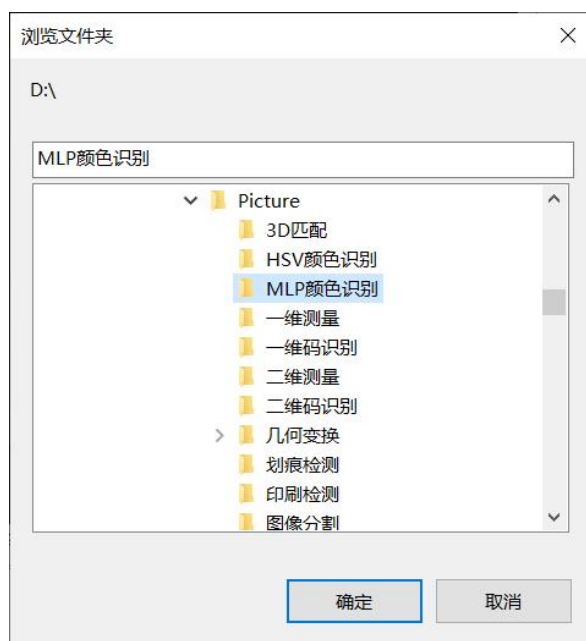 浏览文件夹
D:\
MLP颜色识别
Picture
3D匹配
HSV颜色识别
MLP颜色识别
一维测量
一维码识别
二维测量
二维码识别
几何变换
划痕检测
印刷检测
图像分割
确定
取消